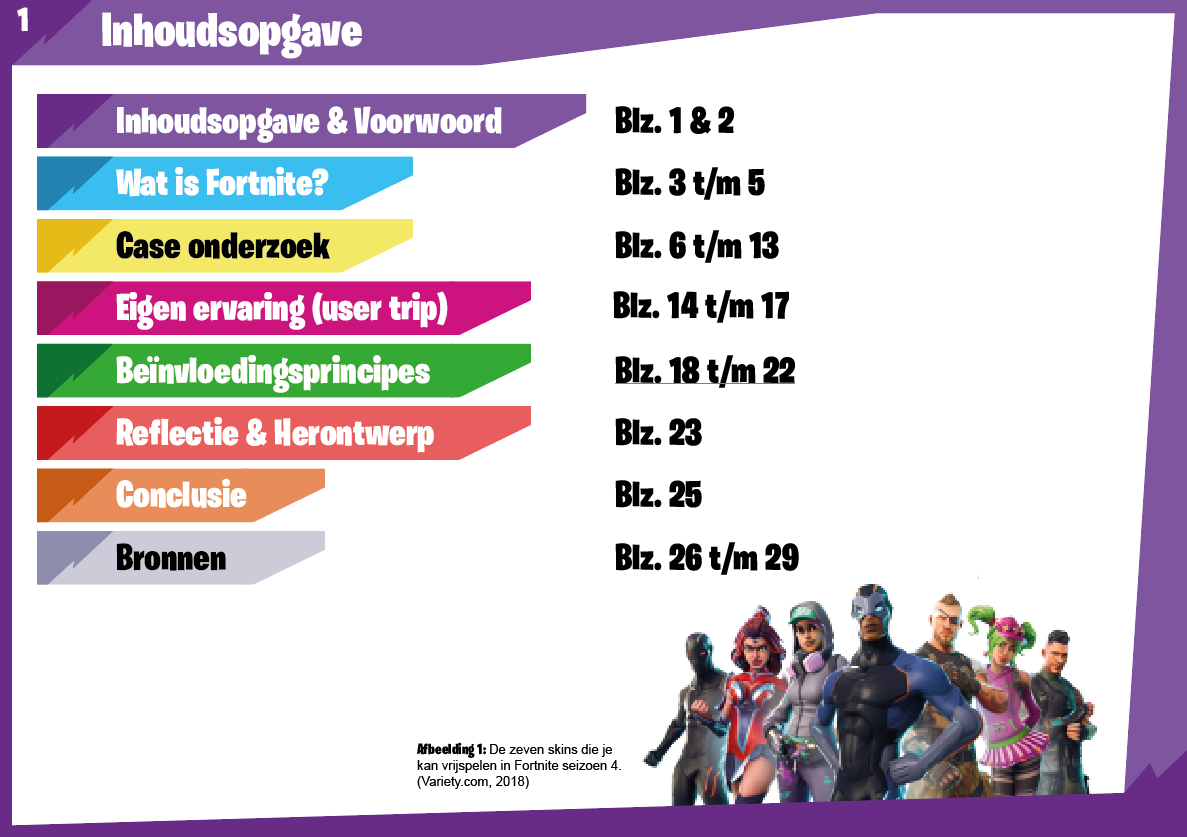 1
Inhoudsopgave
Inhoudsopgave & Voorwoord Blz. 1 & 2
Wat is Fortnite? Blz. 3 t/m 5
Case onderzoek Blz. 6 t/m 13
Eigen ervaring (user trip) Blz. 14 t/m 17
Beïnvloedingsprincipes Blz. 18 t/m 22
Reflectie & Herontwerp Blz. 23
Conclusie Blz. 25
Bronnen Blz. 26 t/m 29
Afbeelding 1: De zeven skins die je
kan vrijspelen in Fortnite seizoen 4.
(Variety.com, 2018)